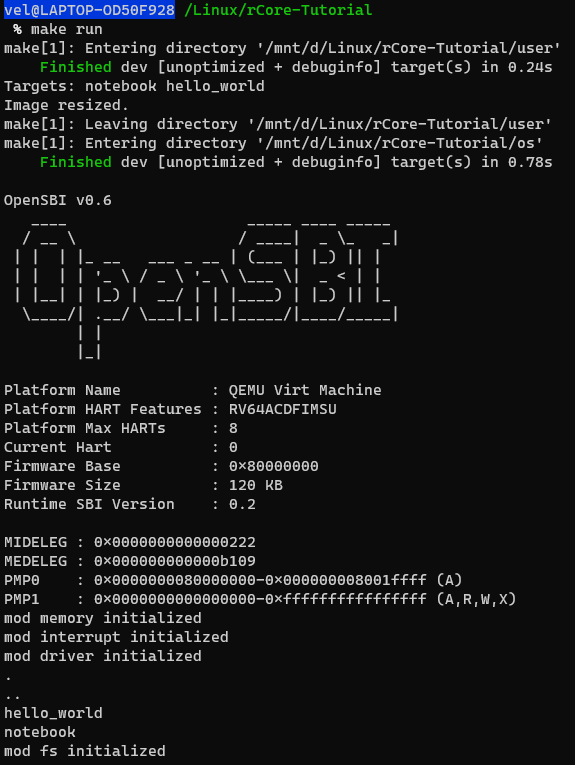 vel@LAPTOP-OD50F928 /Linux/rCore-Tutorial
% make run
make[1]: Entering directory '/mnt/d/Linux/rCore-Tutorial/user'
    Finished dev [unoptimized + debuginfo] target(s) in 0.24s
Targets: notebook hello_world
Image resized.
make[1]: Leaving directory '/mnt/d/Linux/rCore-Tutorial/user'
make[1]: Entering directory '/mnt/d/Linux/rCore-Tutorial/os'
    Finished dev [unoptimized + debuginfo] target(s) in 0.78s
OpenSBI v0.6
OpenSBI
Platform Name          : QEMU Virt Machine
Platform HART Features : RV64ACDFIMSU
Platform Max HARTs     : 8
Current Hart           : 0
Firmware Base          : 0x80000000
Firmware Size          : 120 KB
Runtime SBI Version    : 0.2
MIDELEG : 0x0000000000000222
MEDELEG : 0x000000000000b109
PMP0    : 0x0000000080000000-0x000000008001ffff (A)
PMP1    : 0x0000000000000000-0xffffffffffffffff (A,R,W,X)
mod memory initialized
mod interrupt initialized
mod driver initialized
.
..
hello_world
notebook
mod fs initialized